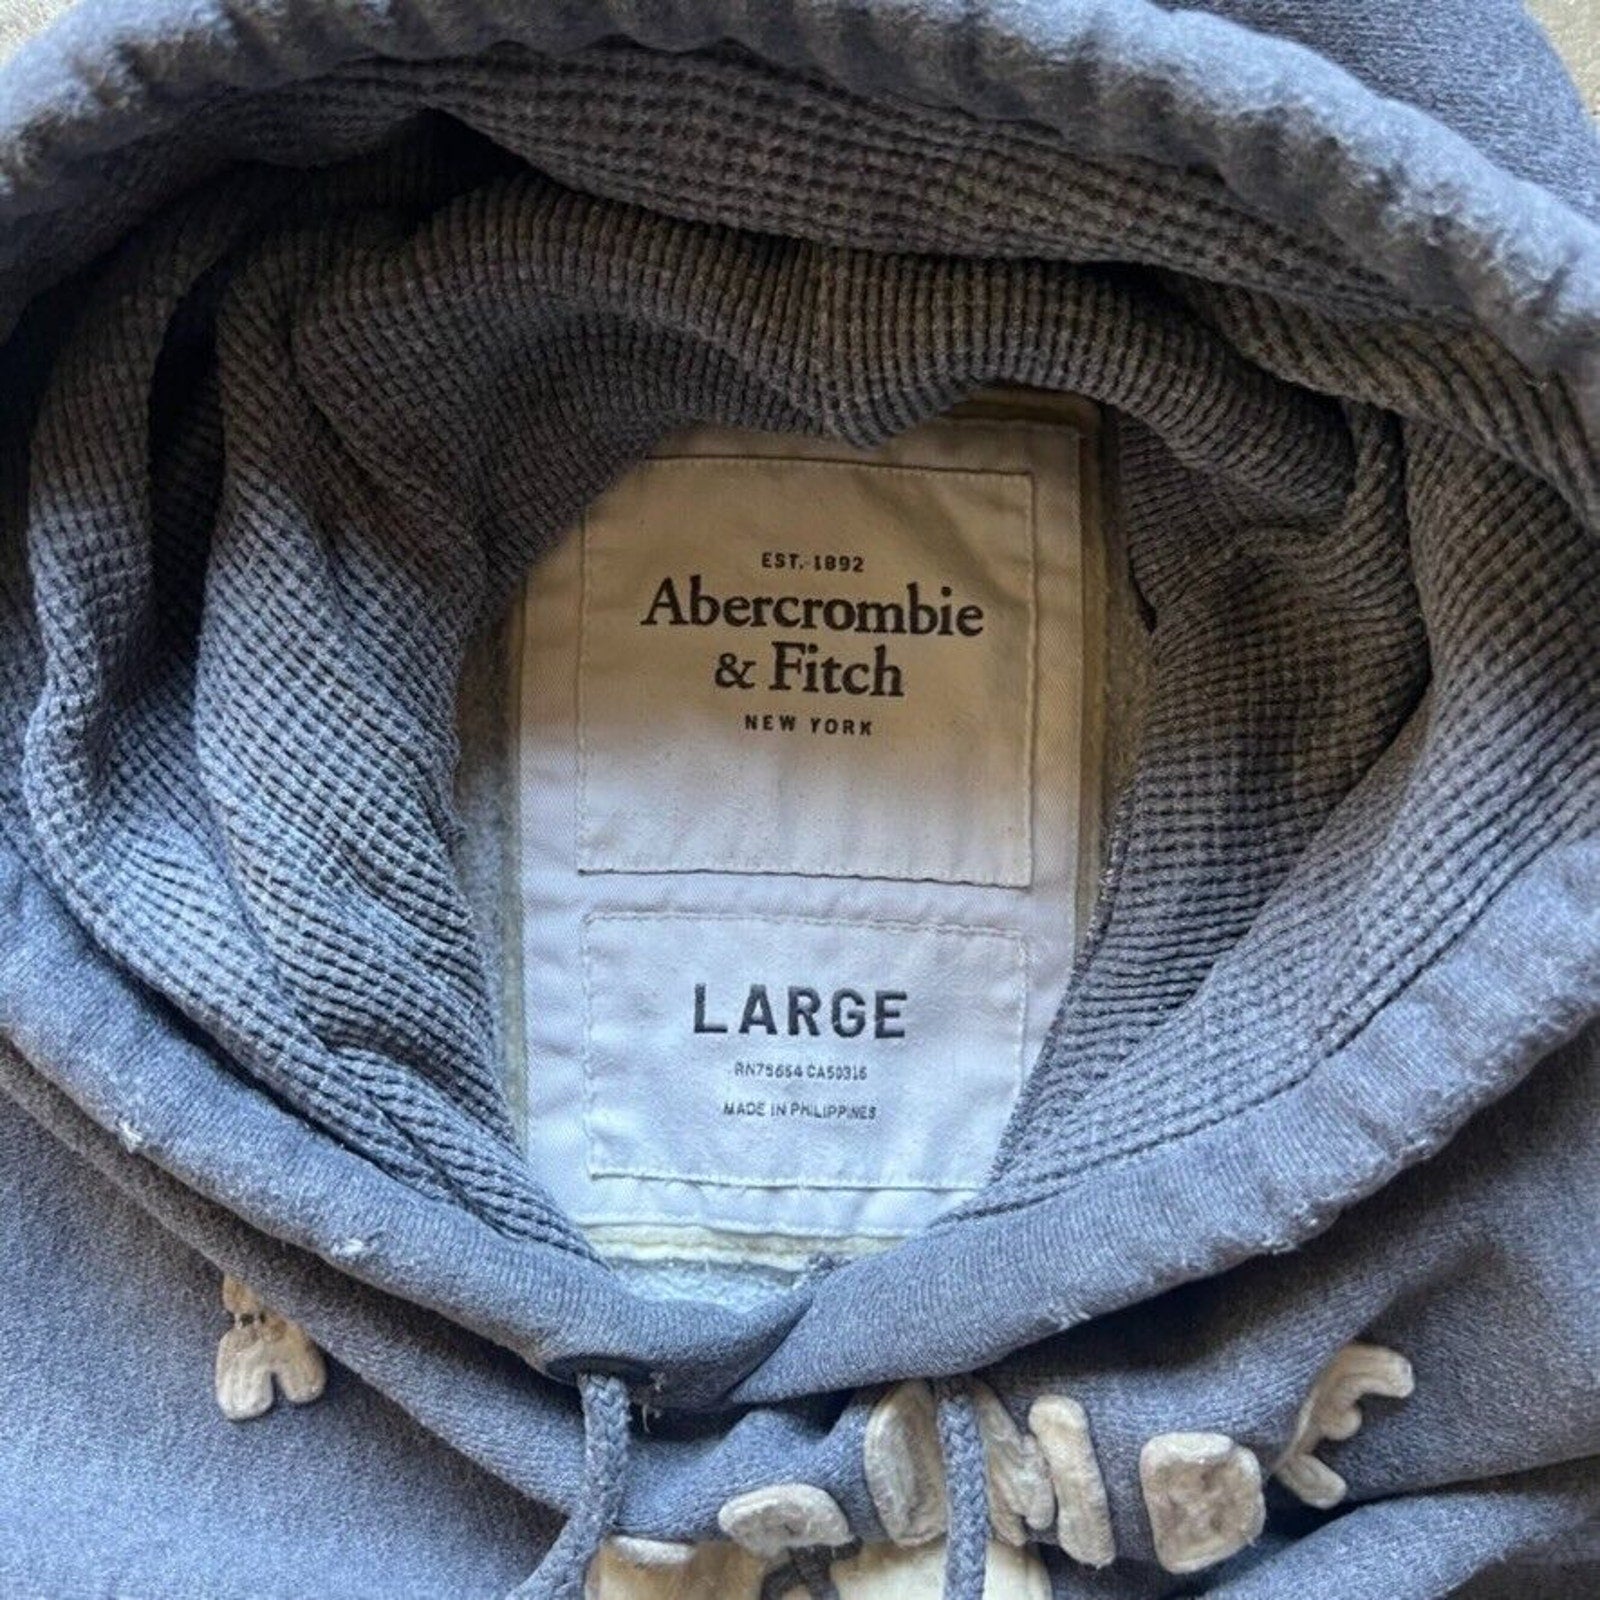 EST. 1892
Abercrombie
& Fitch
NEW YORK
LARGE
RN75654 CA50316
MADE IN PHILIPPINES